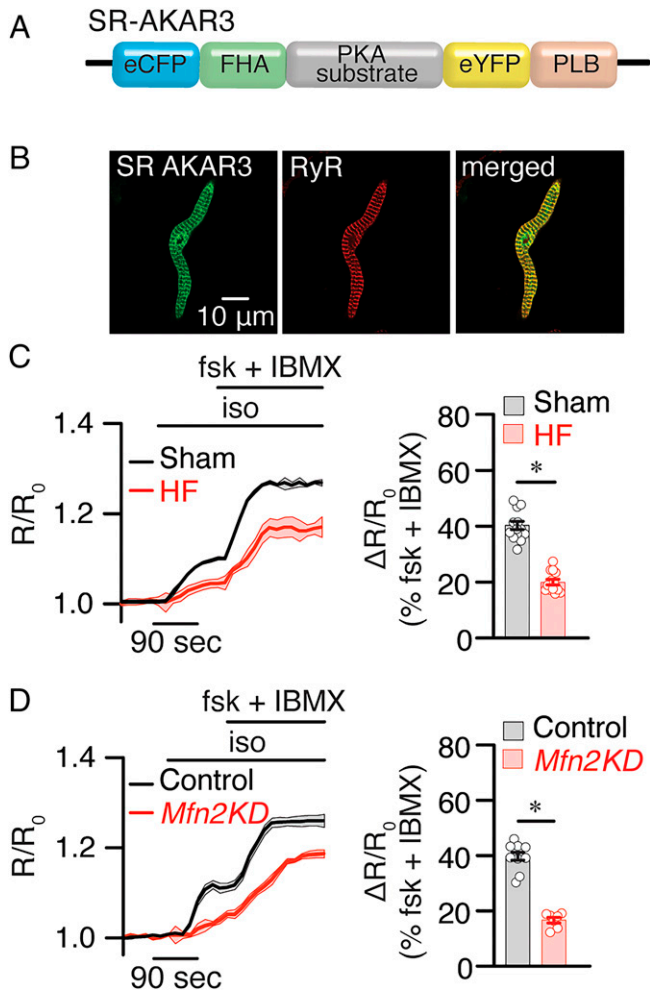 A
SR-AKAR3
eCFP
FHA
PKA
substrate
eYFP
PLB
B
SR AKAR3
RyR
merged
10 µm
C
fsk + IBMX
iso
Sham
HF
1.4
1.2
1.0
R/R0
90 sec
Sham
HF
80
60
40
20
0
ΔR/R0
(% fsk + IBMX)
*
D
fsk + IBMX
iso
Control
Mfn2KD
1.4
1.2
1.0
R/R0
90 sec
Control
Mfn2KD
80
60
40
20
0
ΔR/R0
(% fsk + IBMX)
*